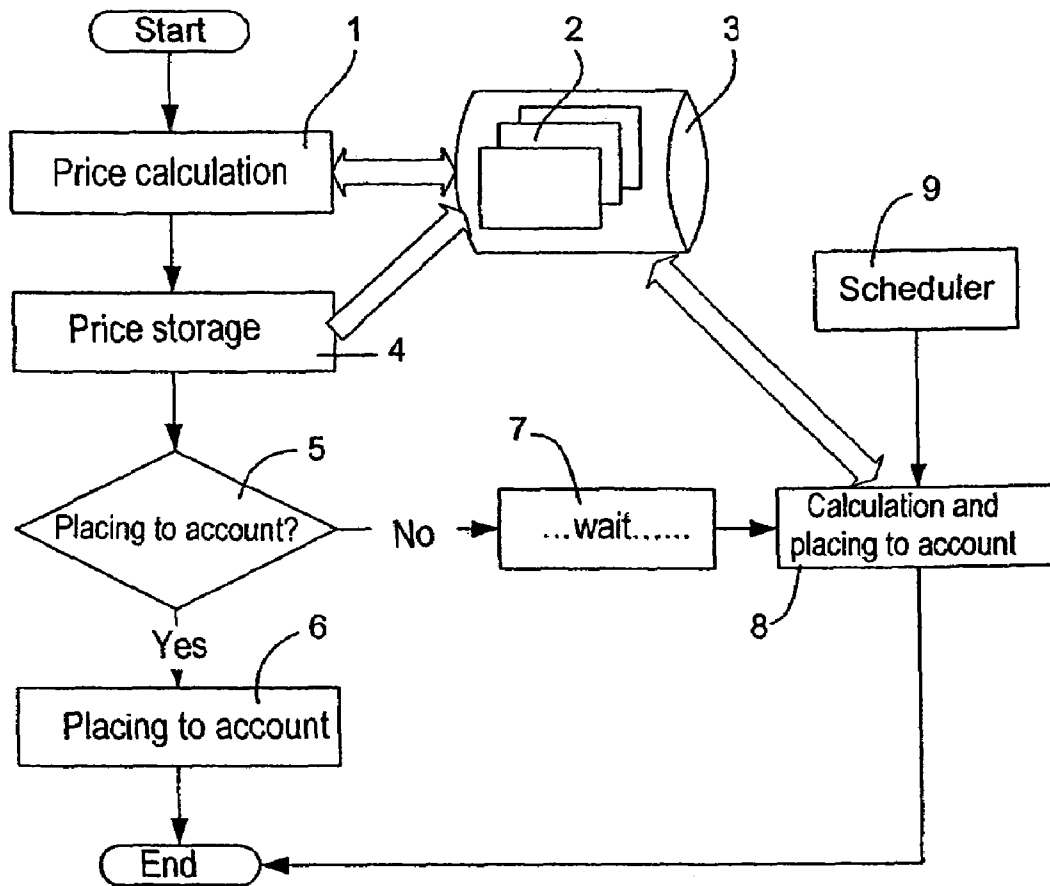 Start
1
2
3
Price calculation
9
Scheduler
Price storage
4
5
7
Placing to account?
No
...wait......
Calculation and
placing to account
8
Yes
6
Placing to account
End